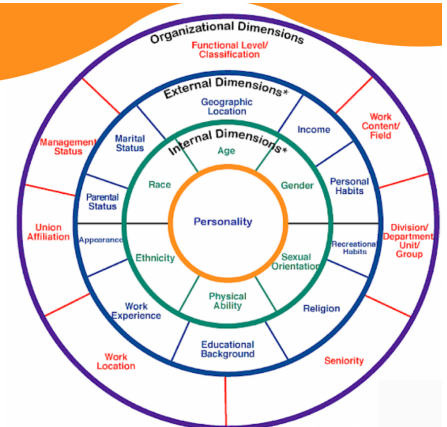 Organizational Dimensions
Functional Level/
Classification
External Dimensions*
Geographic
Location
Income
Marital
Status
Work
Content/
Field
Management
Status
Internal Dimensions*
Age
Race
Gender
Personal
Habits
Parental
Status
Personality
Union
Affiliation
Appearance
Division/
Department
Unit/
Group
Recreational
Habits
Ethnicity
Sexual
Orientation
Physical
Ability
Work
Experience
Religion
Educational
Background
Work
Location
Seniority